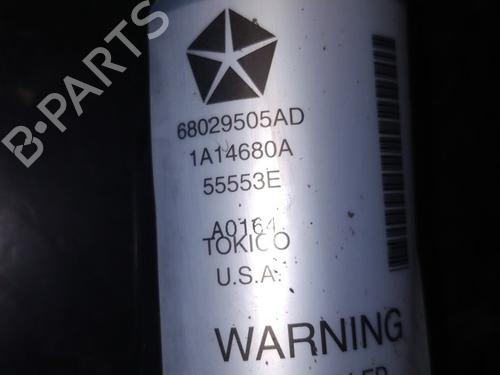 B-PARTS
68029505AD
1A14680A
55553E
A0164
TOKICO
U.S.A.
WARNING